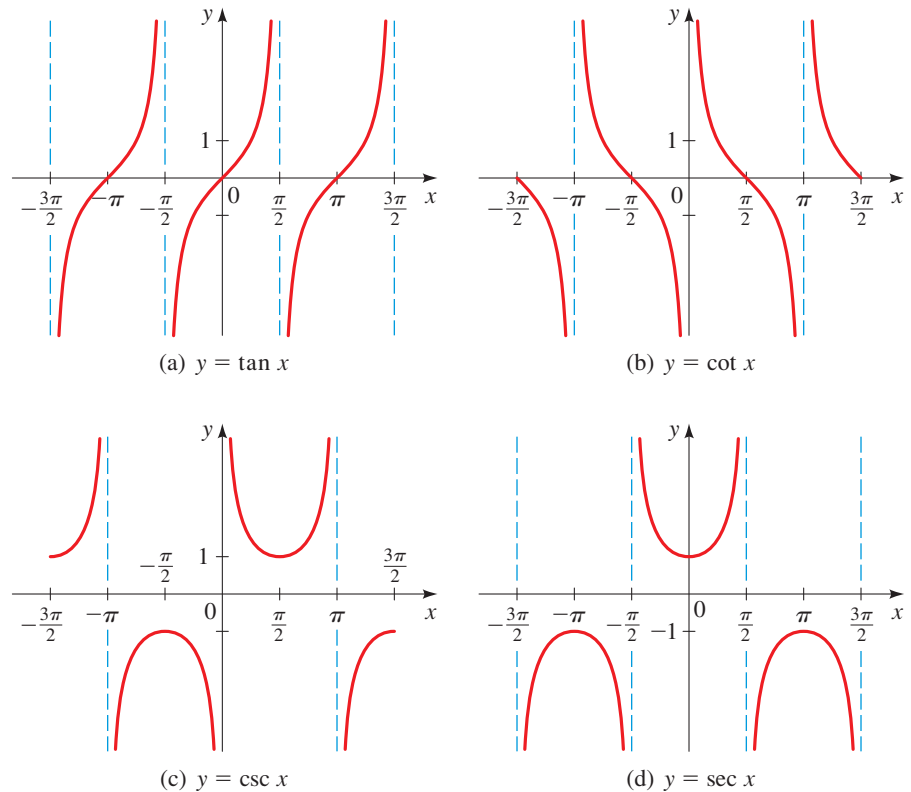 y
1
0
−3π/2 −π −π/2 π/2 π 3π/2 x
(a) y = tan x
y
1
0
−3π/2 −π −π/2 π/2 π 3π/2 x
(b) y = cot x
y
1
−π/2 3π/2
0
−3π/2 −π π/2 π x
(c) y = csc x
y
1
0
−3π/2 −π −π/2 π/2 π 3π/2 x
−1
(d) y = sec x